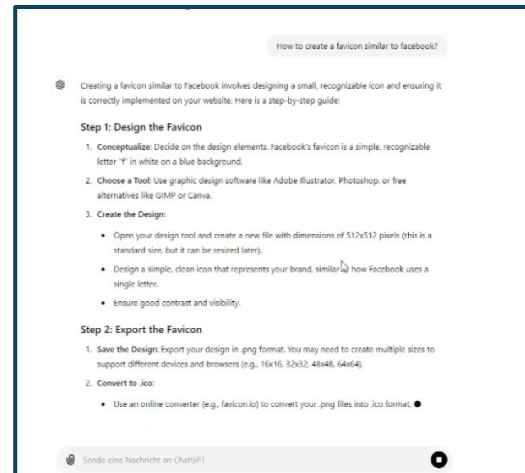 How to create a favicon similar to facebook?
Creating a favicon similar to Facebook involves designing a small, recognizable icon and ensuring it
is correctly implemented on your website. Here is a step-by-step guide:
Step 1: Design the Favicon
1. Conceptualize: Decide on the design elements. Facebook's favicon is a simple, recognizable
letter 'f' in white on a blue background.
2. Choose a Tool: Use graphic design software like Adobe Illustrator, Photoshop, or free
alternatives like GIMP or Canva.
3. Create the Design:
• Open your design tool and create a new file with dimensions of 512x512 pixels (this is a
standard size, but it can be resized later).
• Design a simple, clean icon that represents your brand, similar how Facebook uses a
single letter.
• Ensure good contrast and visibility.
Step 2: Export the Favicon
1. Save the Design: Export your design in .png format. You may need to create multiple sizes to
support different devices and browsers (e.g., 16x16, 32x32, 48x48, 64x64).
2. Convert to .ico:
• Use an online converter (e.g., favicon.io) to convert your .png files into .ico format,
Sende eine Nachricht an ChatGPT